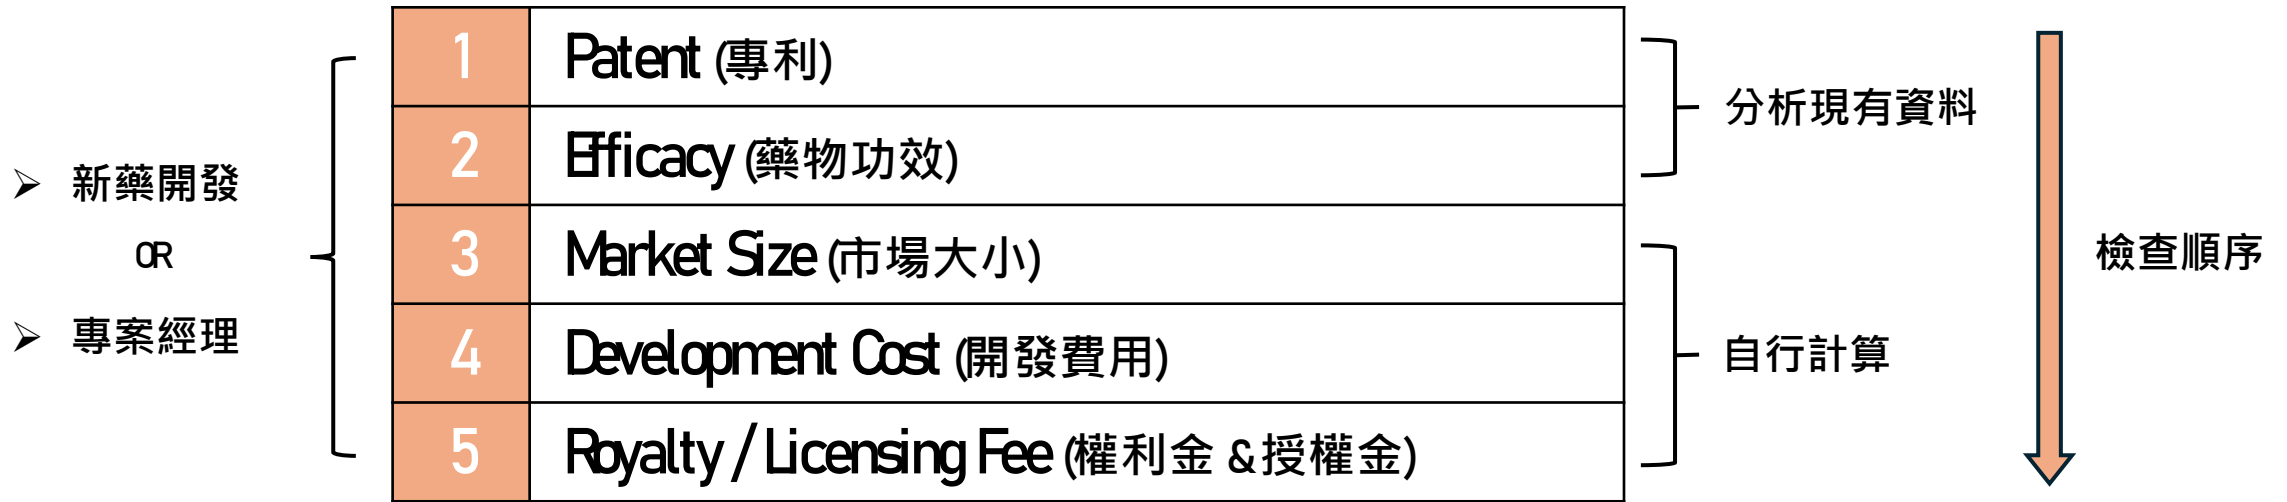 ➢ 新藥開發
OR
➢ 專案經理
1 Patent (專利)
2 Efficacy (藥物功效)
3 Market Size (市場大小)
4 Development Cost (開發費用)
5 Royalty / Licensing Fee (權利金 & 授權金)
分析現有資料
自行計算
檢查順序